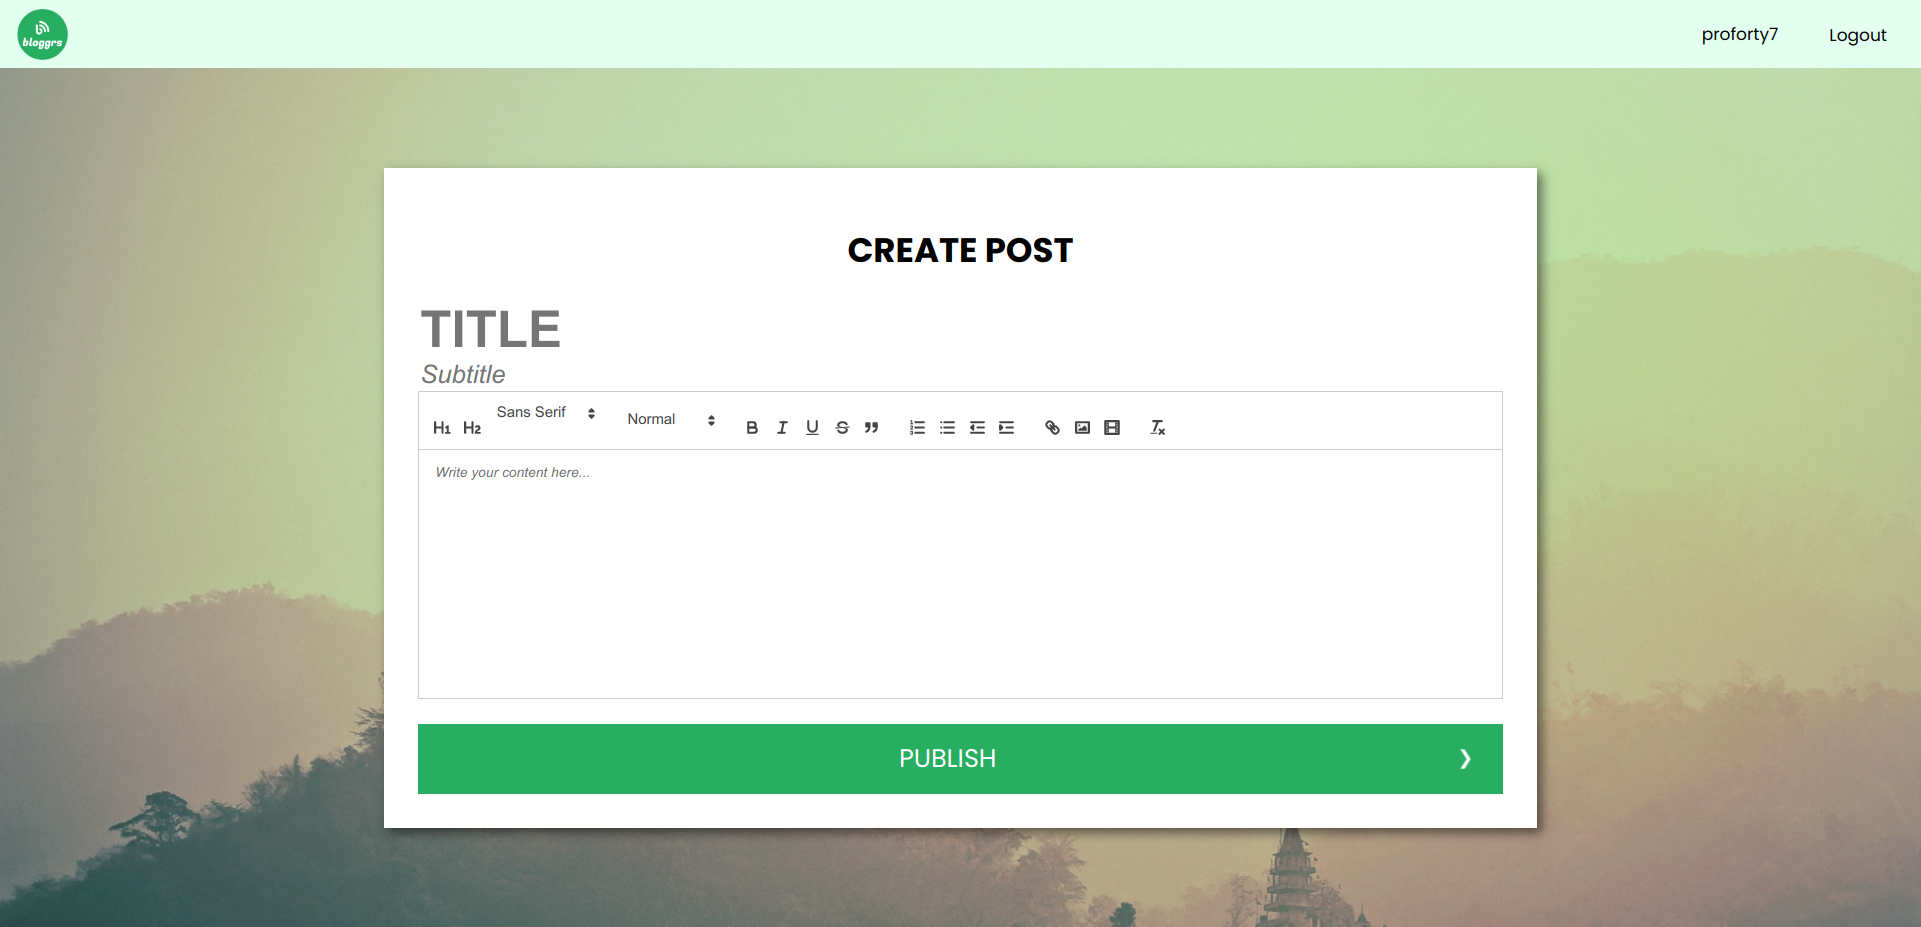 bloggrs
proforty7
Logout
CREATE POST
TITLE
Subtitle
H1 H2 Sans Serif Normal B I U S
Write your content here...
PUBLISH